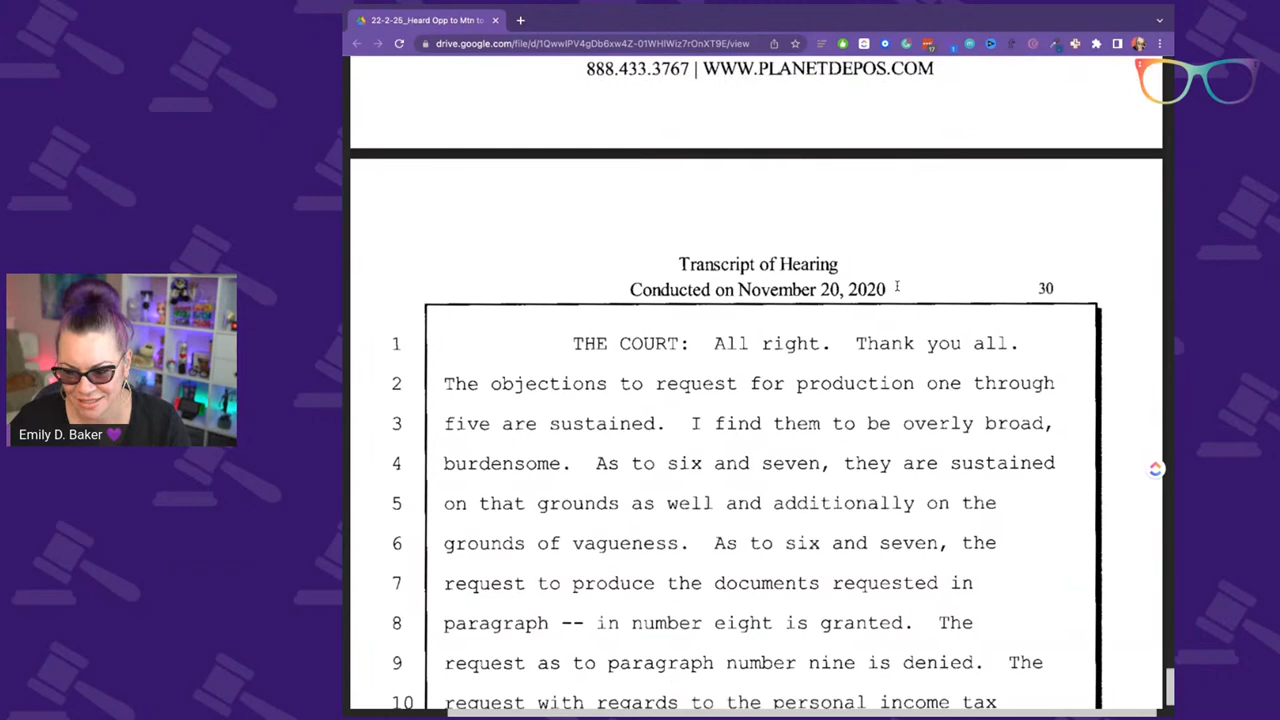 22-2-25_Heard Opp to Mtn to
drive.google.com/file/d/1QwwIPV4gDb6xw4Z-01WHIWiz7rOnXT9E/view
888.433.3767 | WWW.PLANETDEPOS.COM
Transcript of Hearing
Conducted on November 20, 2020
30
1 THE COURT: All right. Thank you all.
2 The objections to request for production one through
3 five are sustained. I find them to be overly broad,
4 burdensome. As to six and seven, they are sustained
5 on that grounds as well and additionally on the
6 grounds of vagueness. As to six and seven, the
7 request to produce the documents requested in
8 paragraph -- in number eight is granted. The
9 request as to paragraph number nine is denied. The
10 request with regards to the personal income tax
Emily D. Baker 💜